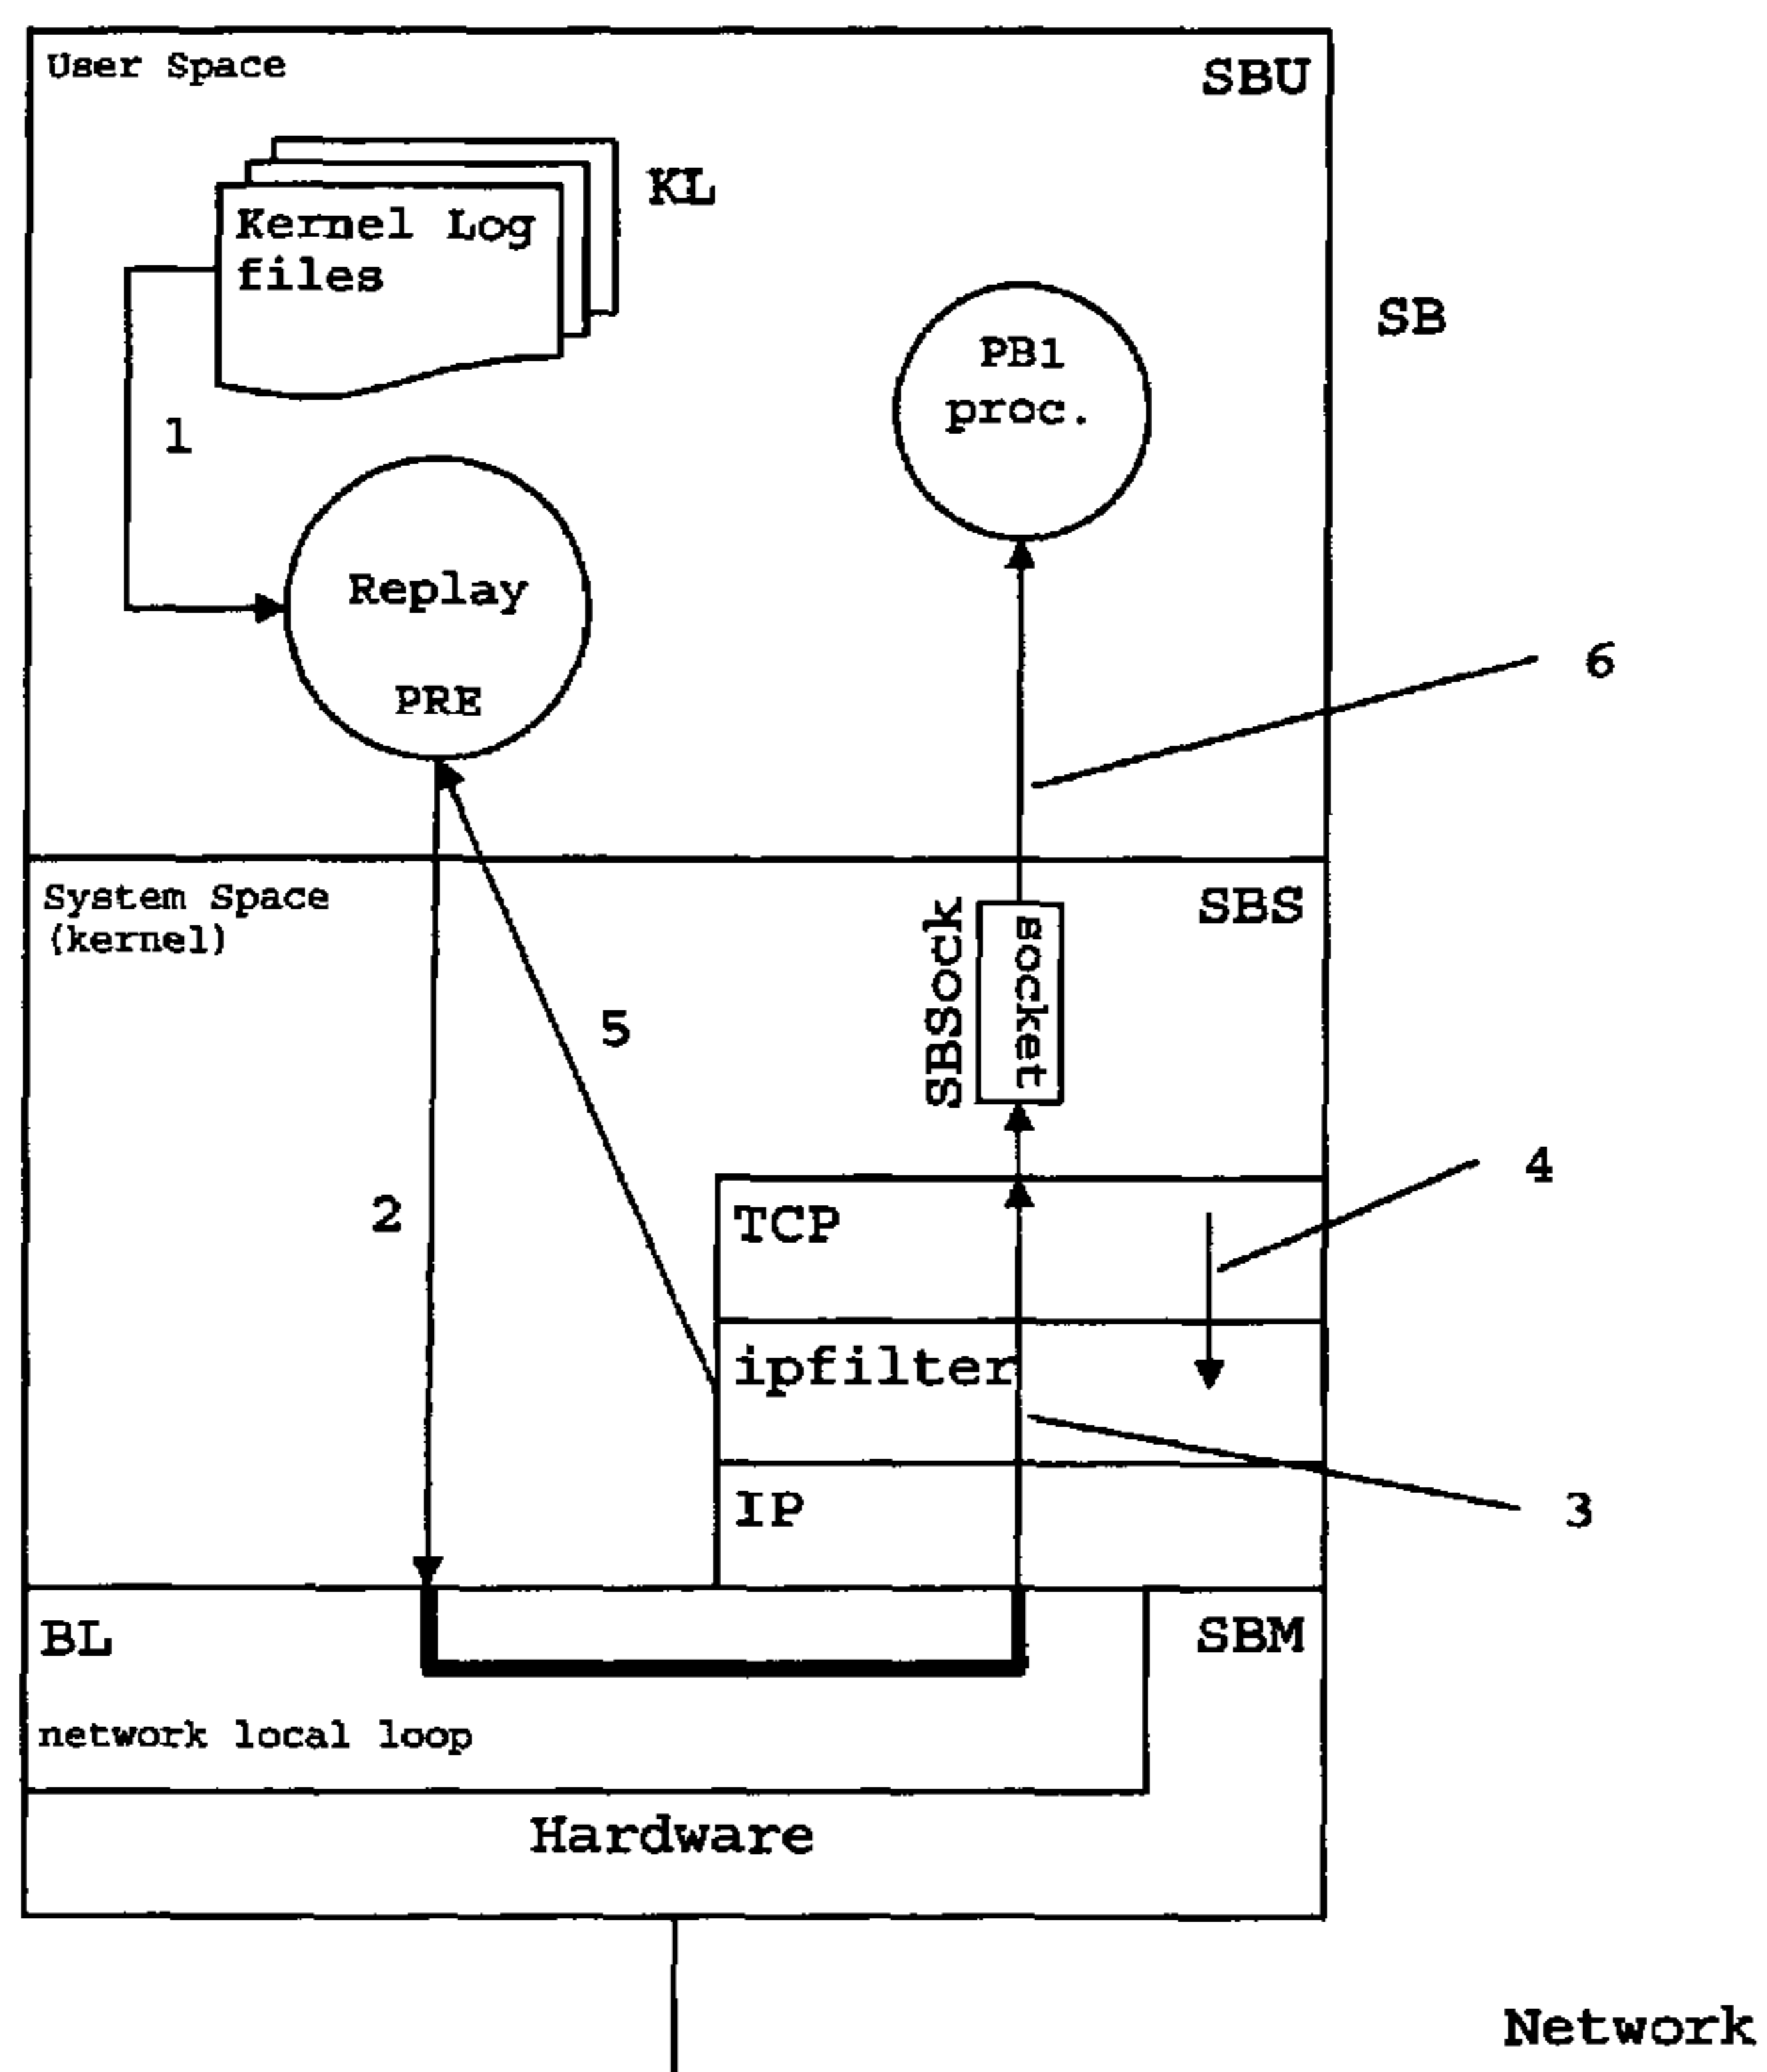 User Space
SBU
KL
Kernel Log
files
SB
PB1
proc.
1
Replay
PRE
6
System Space
(kernel)
SBS
SBSock
socket
5
4
2
TCP
ipfilter
IP
3
BL
SBM
network local loop
Hardware
Network